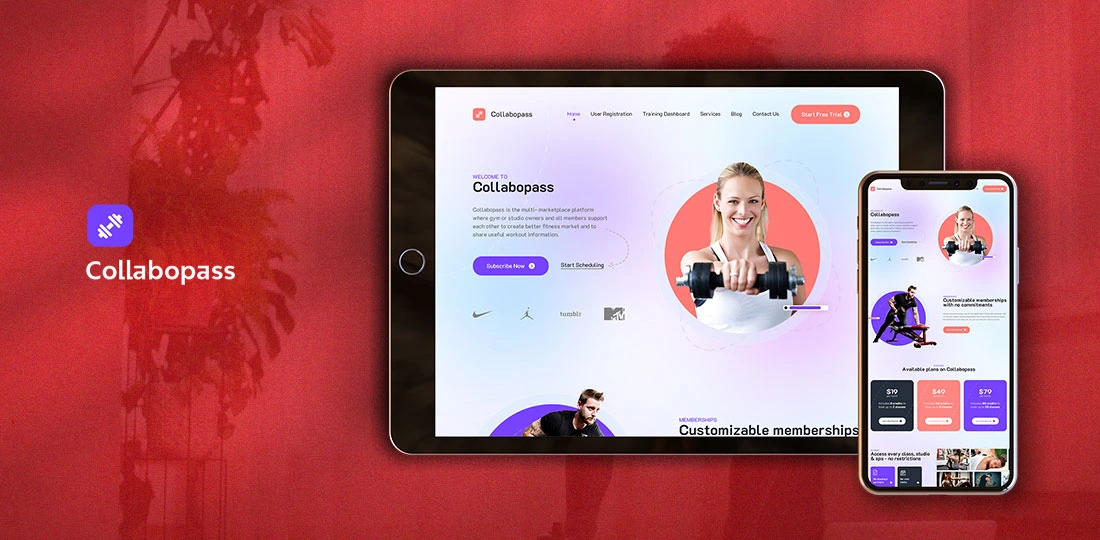 Collabopass
Collabopass
Home
User Registration
Training Dashboard
Services
Blog
Contact Us
Start Free Trial
WELCOME TO
Collabopass
Collabopass is the multi-marketplace platform
where gym or studio owners and all members support
each other to create better fitness market and to
share useful workout information.
Subscribe Now
Start Scheduling
tumblr
MTV
MEMBERSHIPS
Customizable memberships
Collabopass
Collabopass
Customizable memberships
with no commitments
Available plans on Collabopass
$19
$49
$79
Access every class, studio
& spa - no restrictions